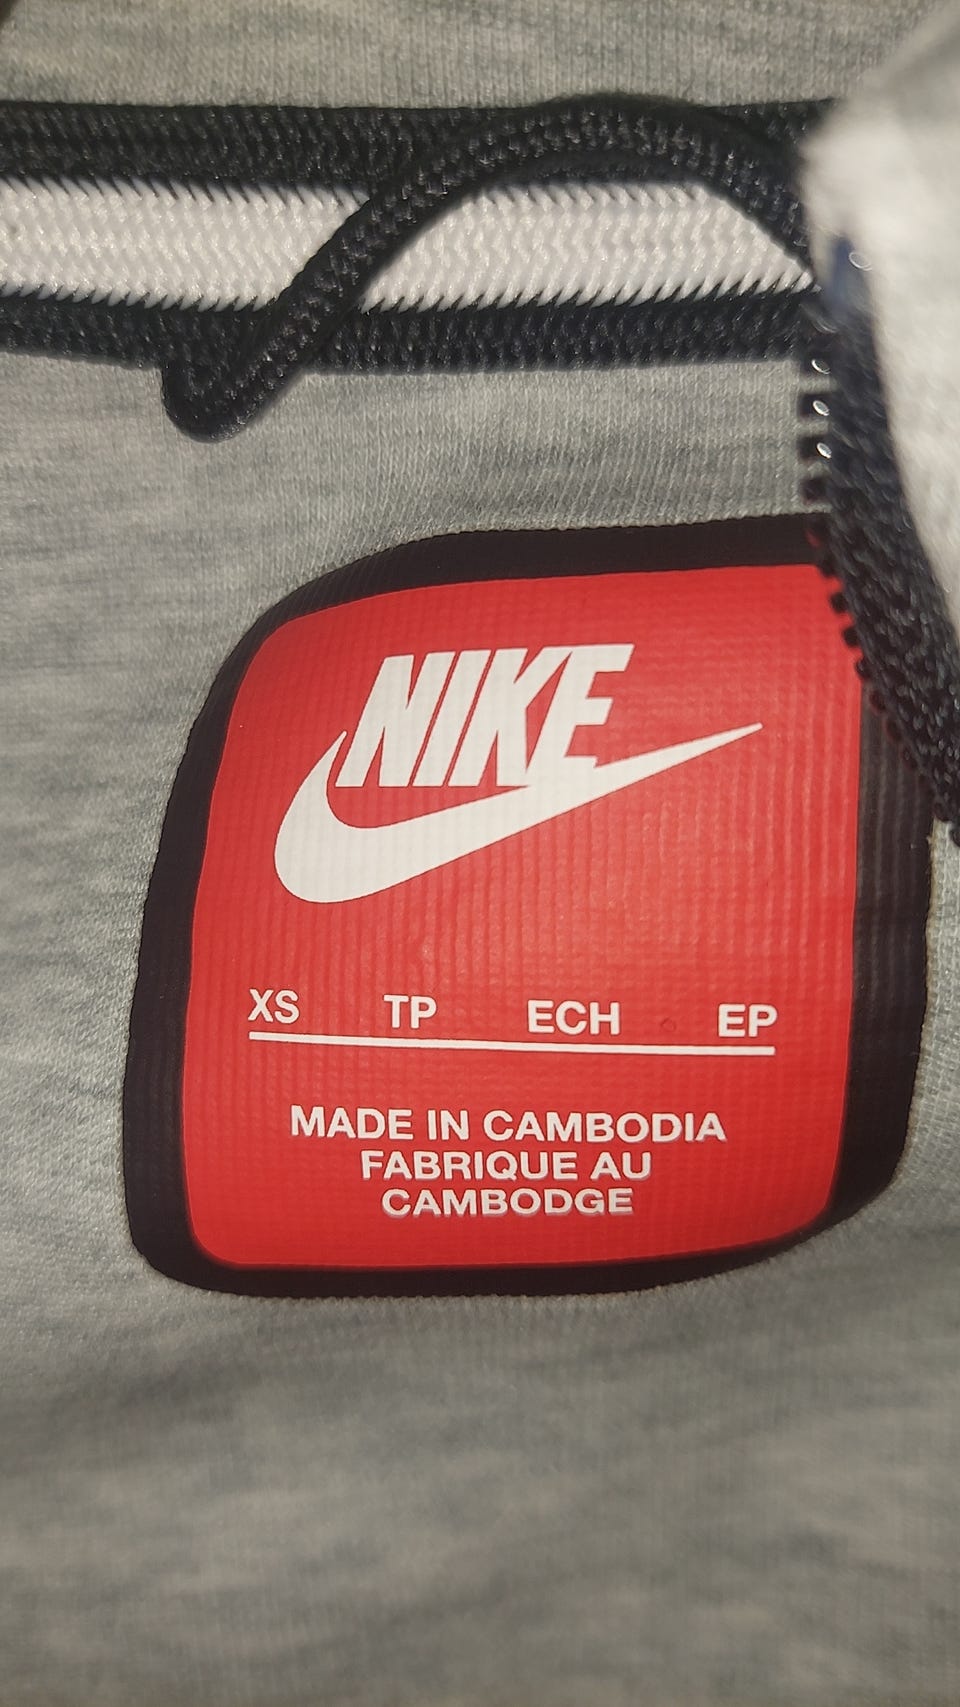 NIKE
XS TP ECH EP
MADE IN CAMBODIA
FABRIQUE AU
CAMBODGE